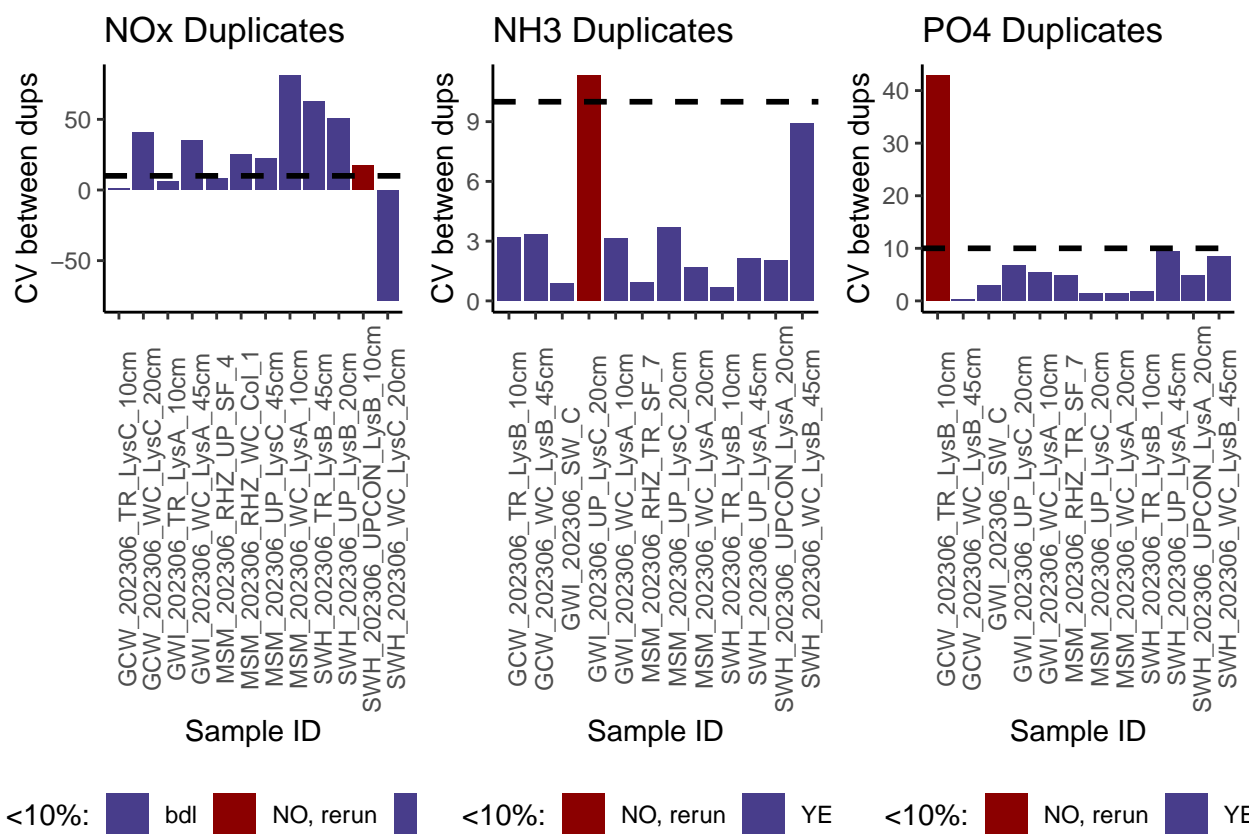 NOx Duplicates
CV between dups
50
0
−50
GCW_202306_TR_LysC_10cm
GCW_202306_WC_LysC_20cm
GWI_202306_TR_LysA_10cm
GWI_202306_WC_LysA_45cm
MSM_202306_RHZ_UP_SF_4
MSM_202306_RHZ_WC_Col_1
MSM_202306_UP_LysC_45cm
MSM_202306_WC_LysA_10cm
SWH_202306_TR_LysB_45cm
SWH_202306_UP_LysB_20cm
SWH_202306_UPCON_LysB_10cm
SWH_202306_WC_LysC_20cm
Sample ID
<10%: bdl NO, rerun
NH3 Duplicates
CV between dups
9
6
3
0
GCW_202306_TR_LysB_10cm
GCW_202306_WC_LysB_45cm
GWI_202306_SW_C
GWI_202306_UP_LysC_20cm
GWI_202306_WC_LysA_10cm
MSM_202306_RHZ_TR_SF_7
MSM_202306_UP_LysC_20cm
MSM_202306_WC_LysA_20cm
SWH_202306_TR_LysB_10cm
SWH_202306_UP_LysA_45cm
SWH_202306_UPCON_LysA_20cm
SWH_202306_WC_LysB_45cm
Sample ID
<10%: NO, rerun YE
PO4 Duplicates
CV between dups
40
30
20
10
0
GCW_202306_TR_LysB_10cm
GCW_202306_WC_LysB_45cm
GWI_202306_SW_C
GWI_202306_UP_LysC_20cm
GWI_202306_WC_LysA_10cm
MSM_202306_RHZ_TR_SF_7
MSM_202306_UP_LysC_20cm
MSM_202306_WC_LysA_20cm
SWH_202306_TR_LysB_10cm
SWH_202306_UP_LysA_45cm
SWH_202306_UPCON_LysA_20cm
SWH_202306_WC_LysB_45cm
Sample ID
<10%: NO, rerun YE